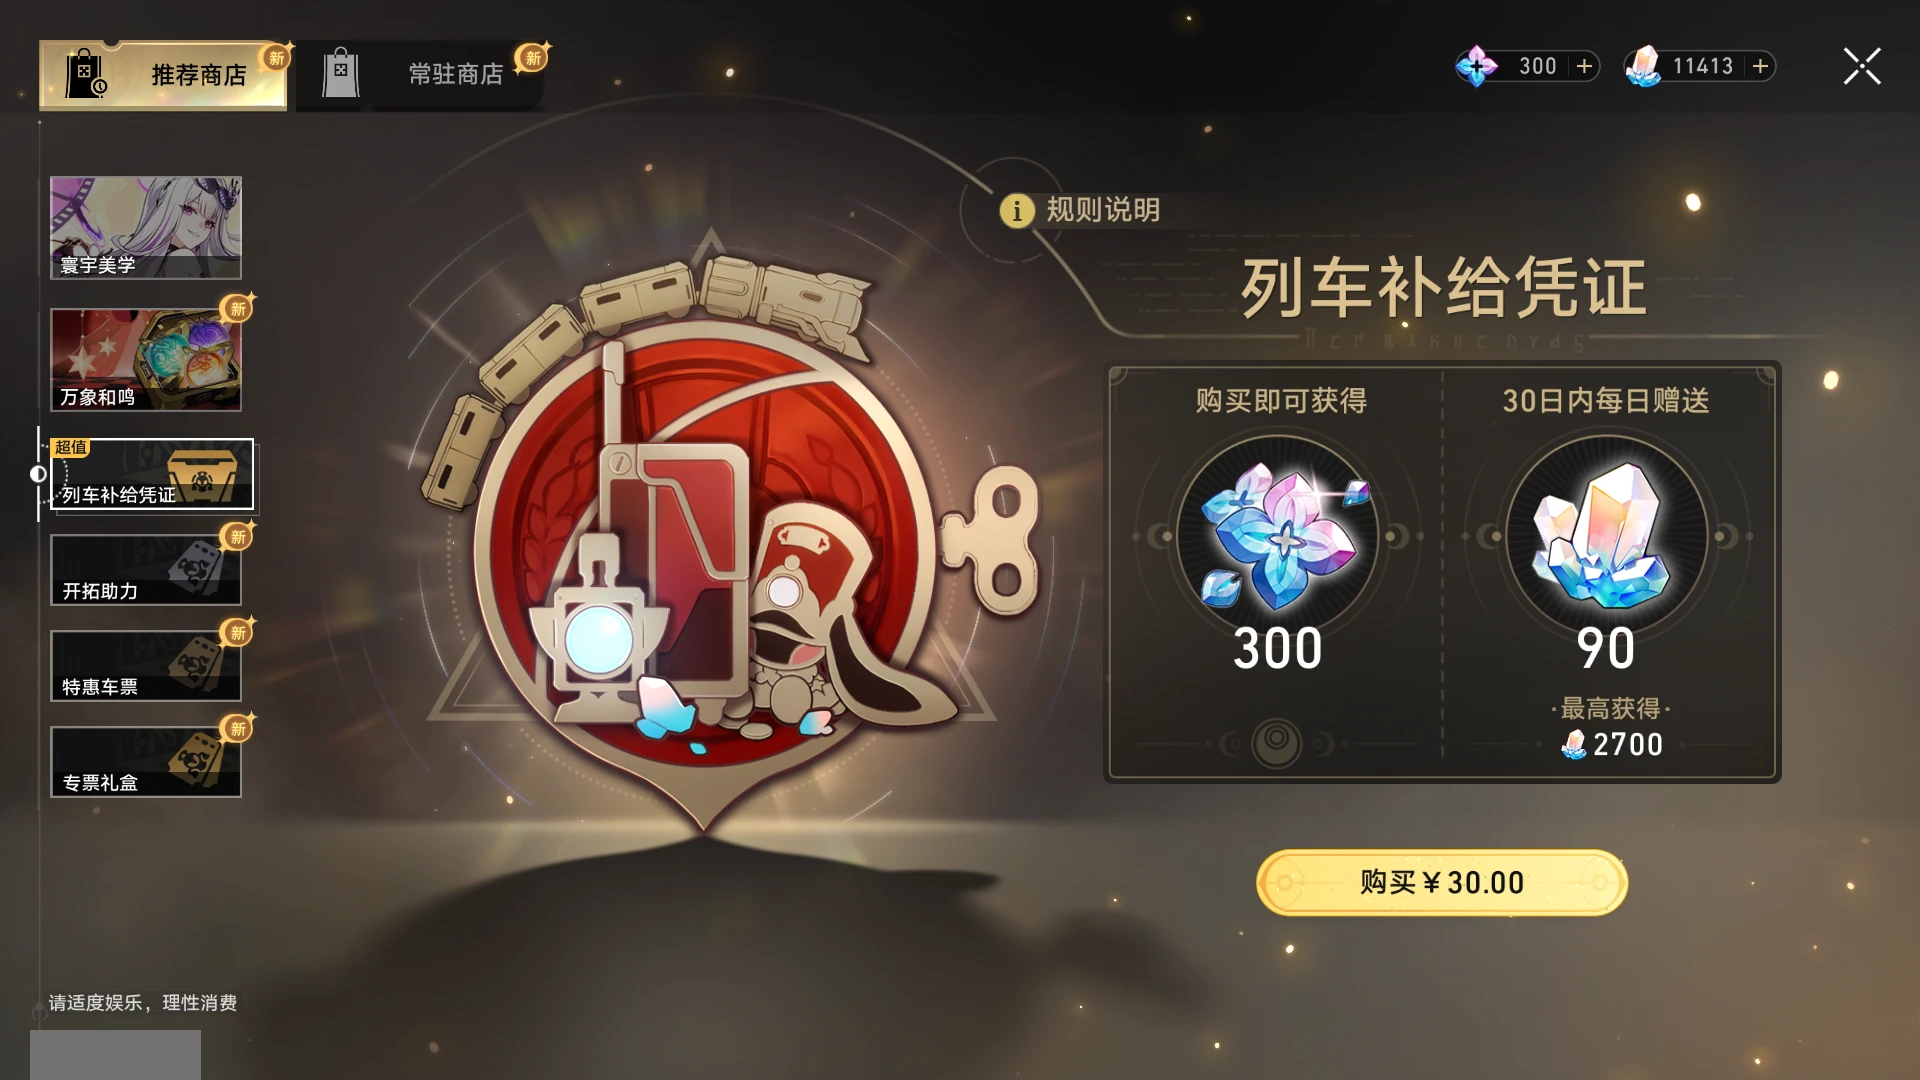 推荐商店
新
常驻商店
新
300
11413
寰宇美学
新
万象和鸣
超值
列车补给凭证
新
开拓助力
新
特惠车票
新
专票礼盒
请适度娱乐，理性消费
i 规则说明
列车补给凭证
购买即可获得
30日内每日赠送
300
90
·最高获得·
2700
购买￥30.00